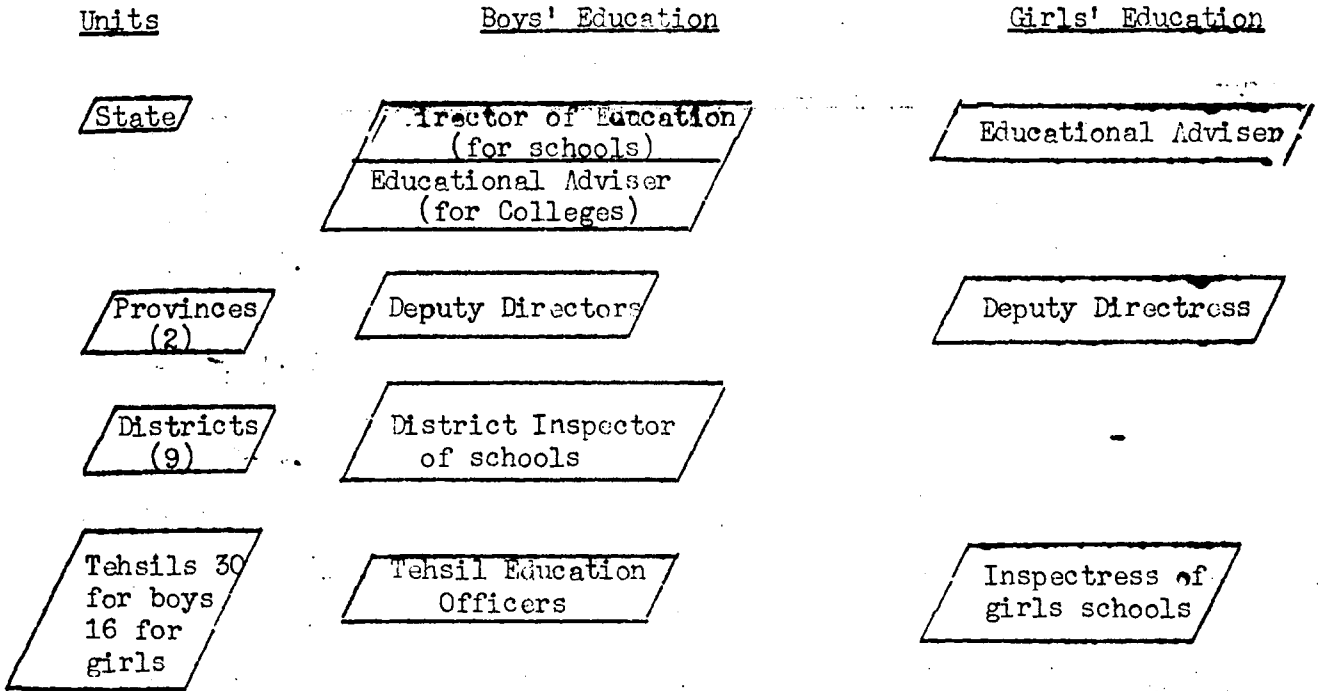 Units Boys' Education Girls' Education
State
Director of Education
(for schools)
Educational Adviser
(for Colleges)
Educational Adviser
Provinces
(2)
Deputy Directors
Deputy Directress
Districts
(9)
District Inspector
of schools
-
Tehsils 30
for boys
16 for
girls
Tehsil Education
Officers
Inspectress of
girls schools